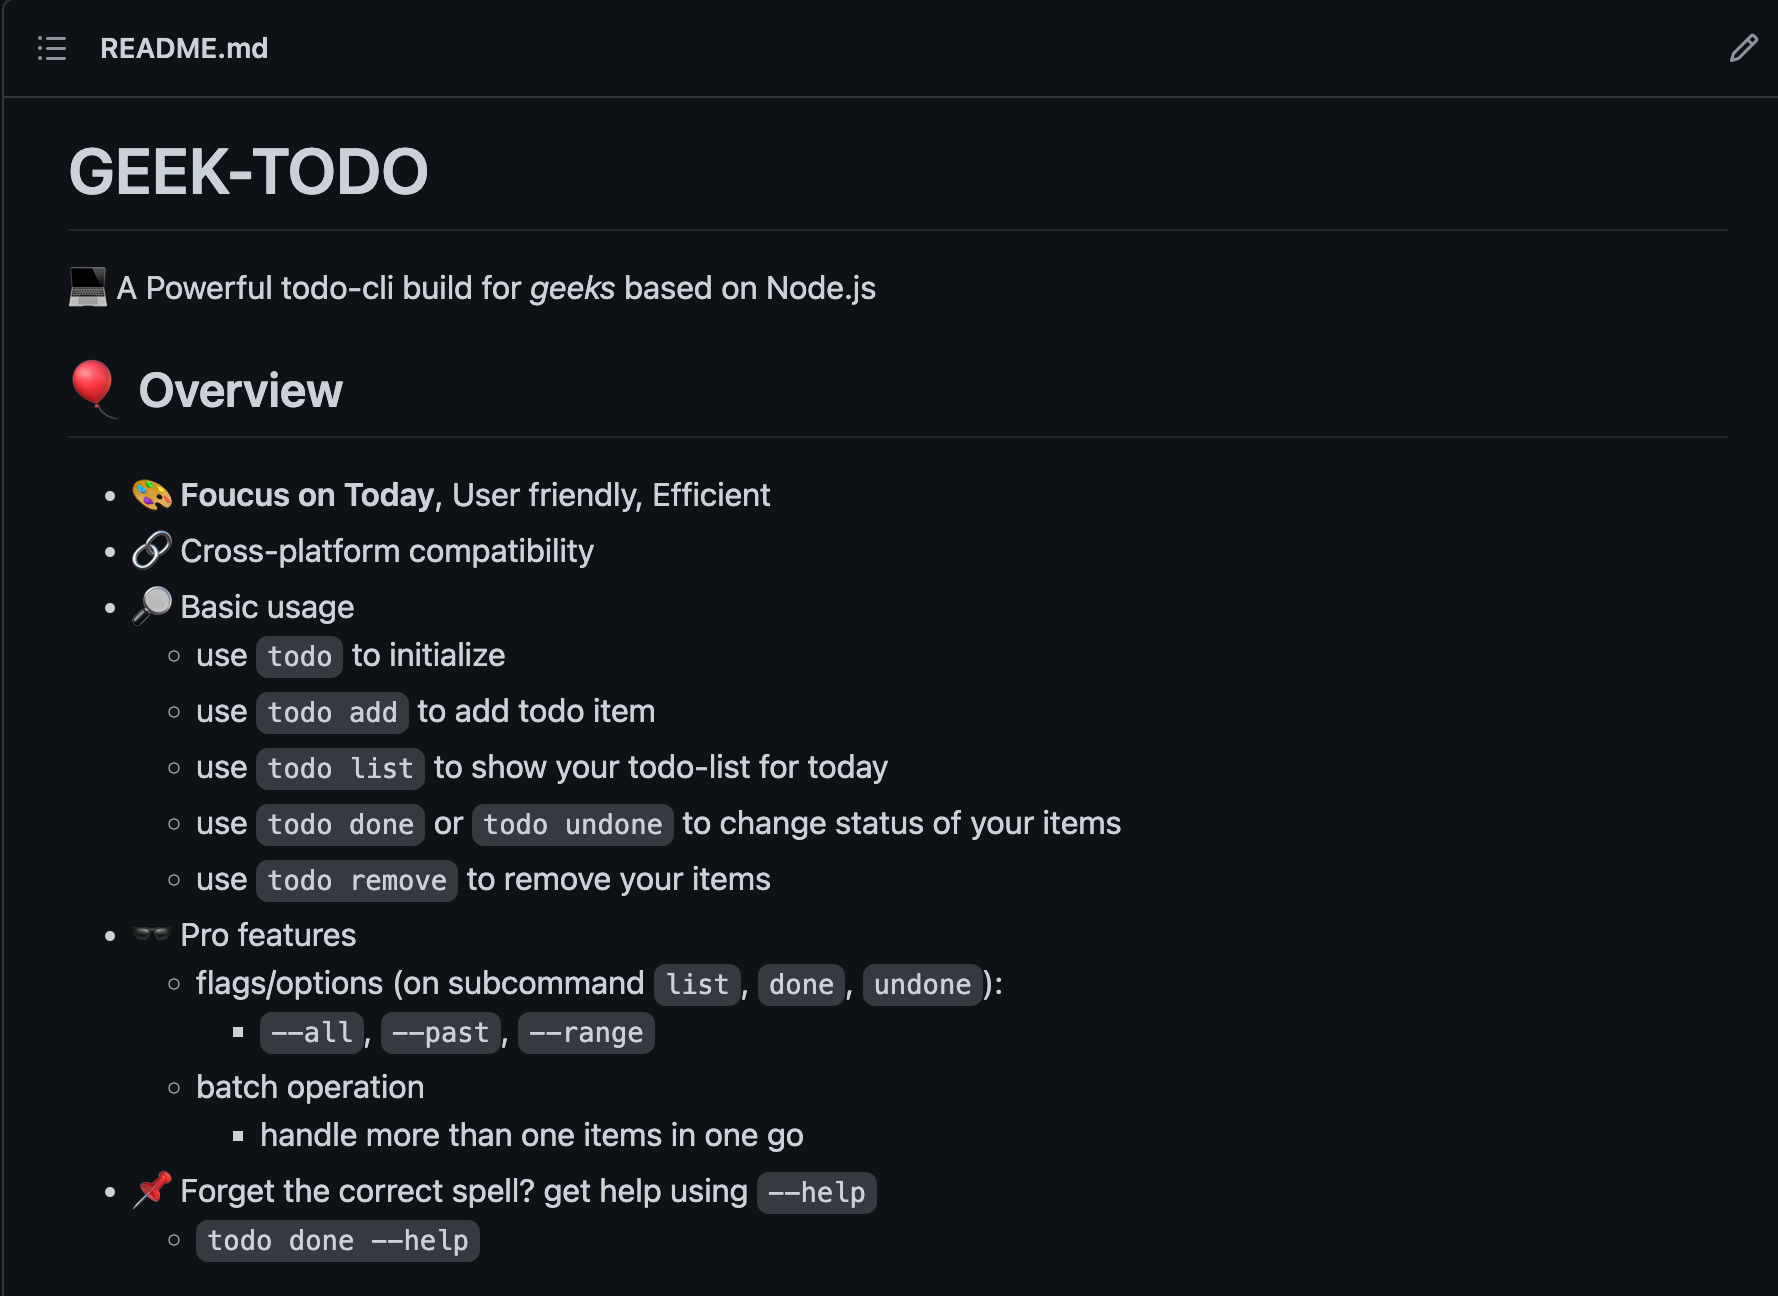 README.md
GEEK-TODO
A Powerful todo-cli build for geeks based on Node.js
Overview
Foucus on Today, User friendly, Efficient
Cross-platform compatibility
Basic usage
use todo to initialize
use todo add to add todo item
use todo list to show your todo-list for today
use todo done or todo undone to change status of your items
use todo remove to remove your items
Pro features
flags/options (on subcommand list, done, undone):
--all, --past, --range
batch operation
handle more than one items in one go
Forget the correct spell? get help using --help
todo done --help